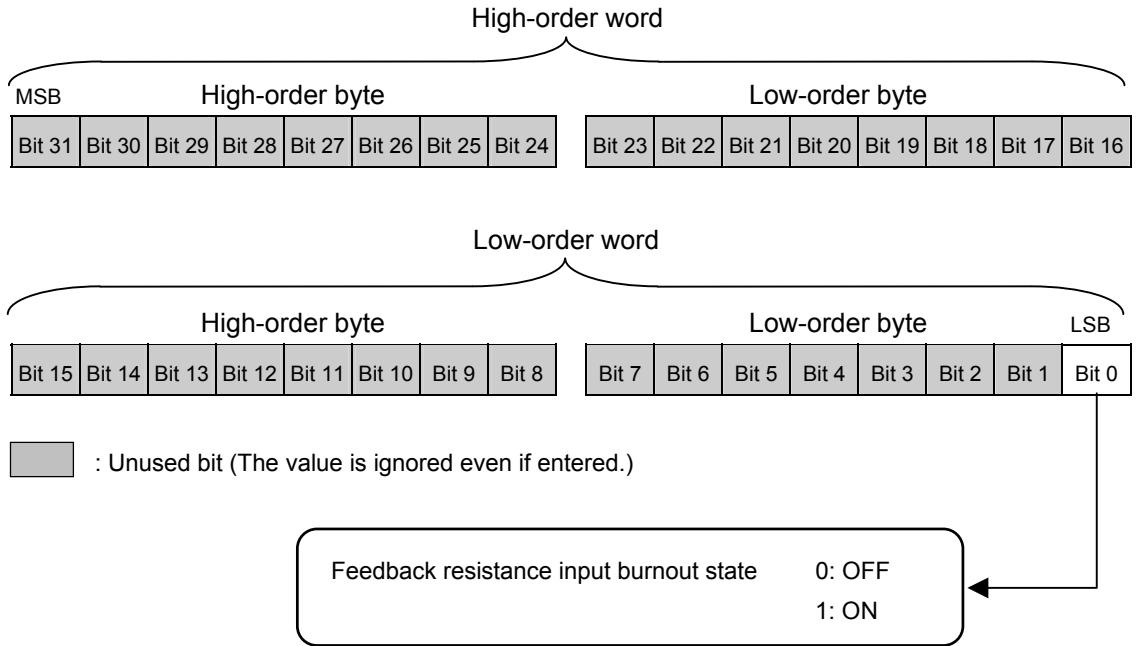 High-order word
MSB High-order byte Low-order byte
Bit 31 Bit 30 Bit 29 Bit 28 Bit 27 Bit 26 Bit 25 Bit 24 Bit 23 Bit 22 Bit 21 Bit 20 Bit 19 Bit 18 Bit 17 Bit 16
Low-order word
High-order byte Low-order byte LSB
Bit 15 Bit 14 Bit 13 Bit 12 Bit 11 Bit 10 Bit 9 Bit 8 Bit 7 Bit 6 Bit 5 Bit 4 Bit 3 Bit 2 Bit 1 Bit 0
: Unused bit (The value is ignored even if entered.)
Feedback resistance input burnout state 0: OFF
1: ON